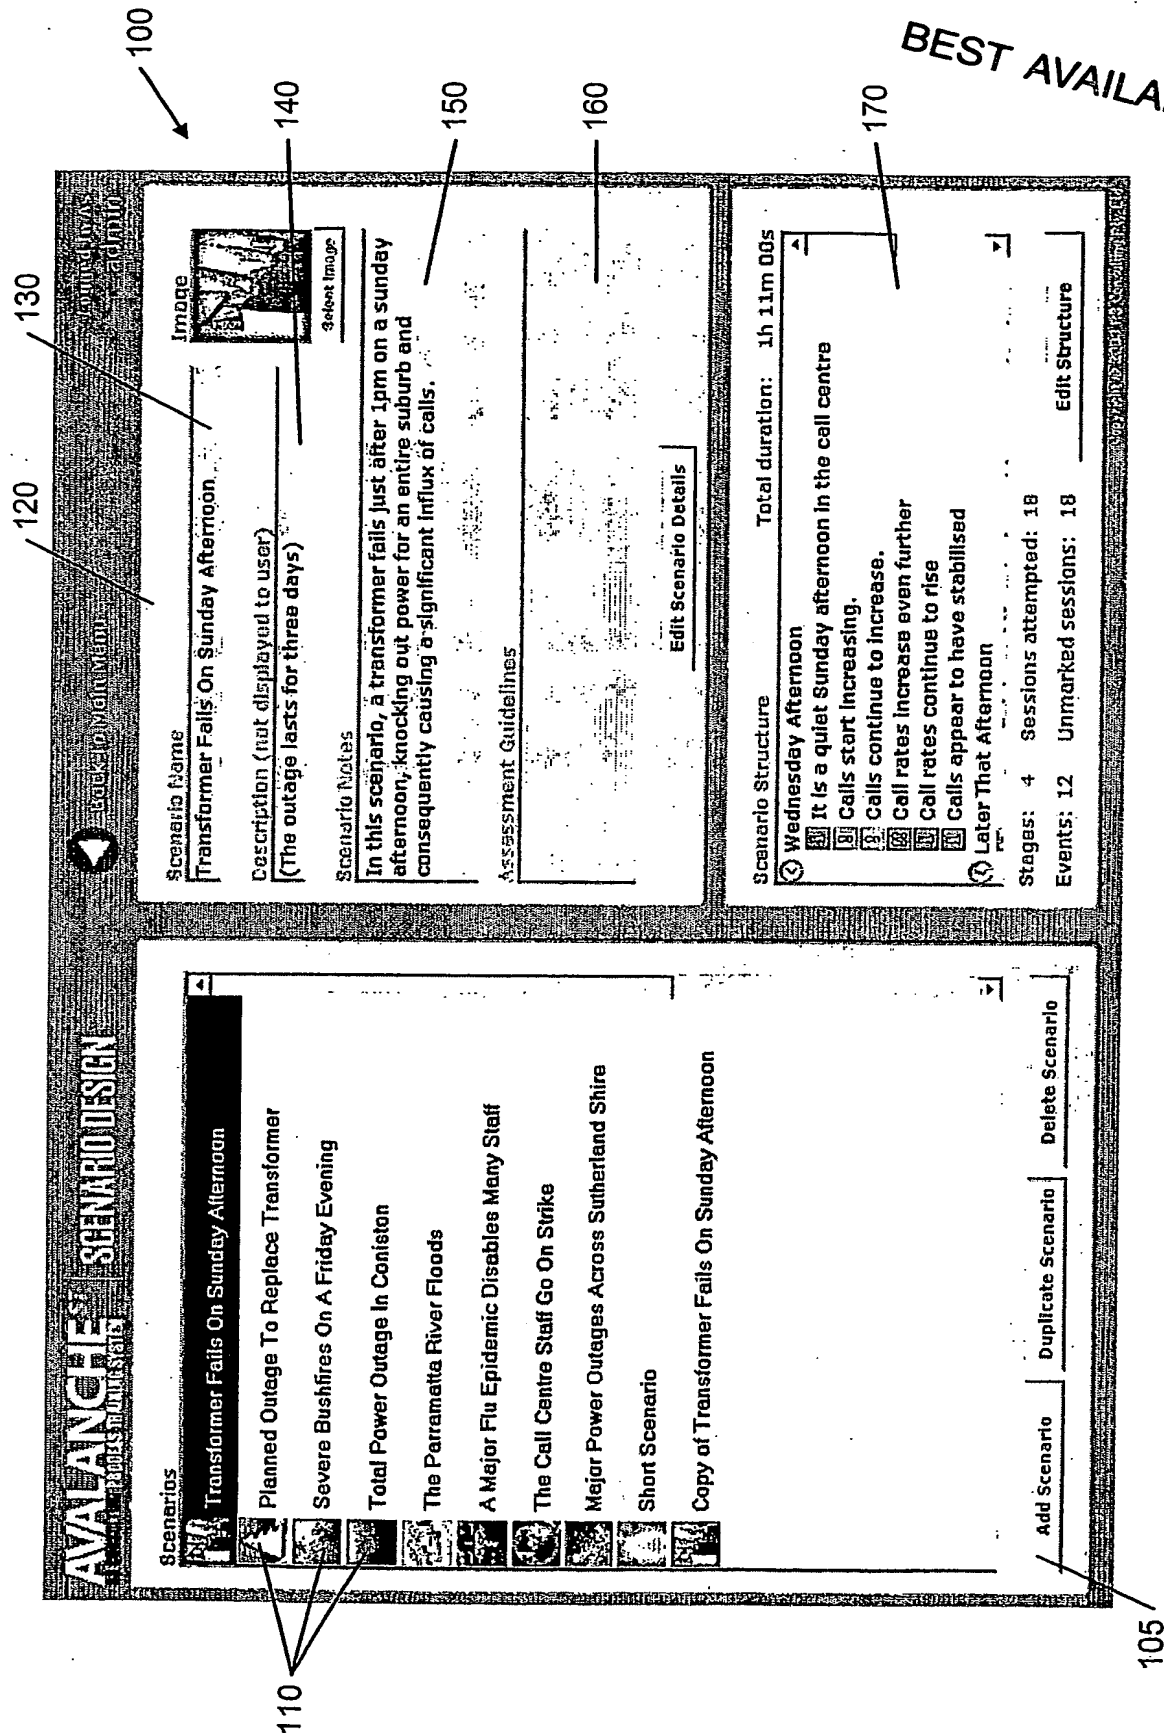 BEST AVAILA
100
120
130
140
150
160
170
110
105
AVALANCHE
SCENARIO DESIGN
Back To Main Menu
admin
Scenarios
Transformer Fails On Sunday Afternoon
Planned Outage To Replace Transformer
Severe Bushfires On A Friday Evening
Total Power Outage In Coniston
The Parramatta River Floods
A Major Flu Epidemic Disables Many Staff
The Call Centre Staff Go On Strike
Major Power Outages Across Sutherland Shire
Short Scenario
Copy of Transformer Fails On Sunday Afternoon
Add Scenario
Duplicate Scenario
Delete Scenario
Scenario Name
Transformer Fails On Sunday Afternoon
Image
Select Image
Description (not displayed to user)
(The outage lasts for three days)
Scenario Notes
In this scenario, a transformer fails just after 1pm on a sunday
afternoon, knocking out power for an entire suburb and
consequently causing a significant influx of calls.
Assessment Guidelines
Edit Scenario Details
Scenario Structure
Total duration: 1h 11m 00s
Wednesday Afternoon
It is a quiet Sunday afternoon in the call centre
Calls start increasing.
Calls continue to increase.
Call rates increase even further
Call rates continue to rise
Calls appear to have stabilised
Later That Afternoon
Stages: 4 Sessions attempted: 18
Events: 12 Unmarked sessions: 18
Edit Structure